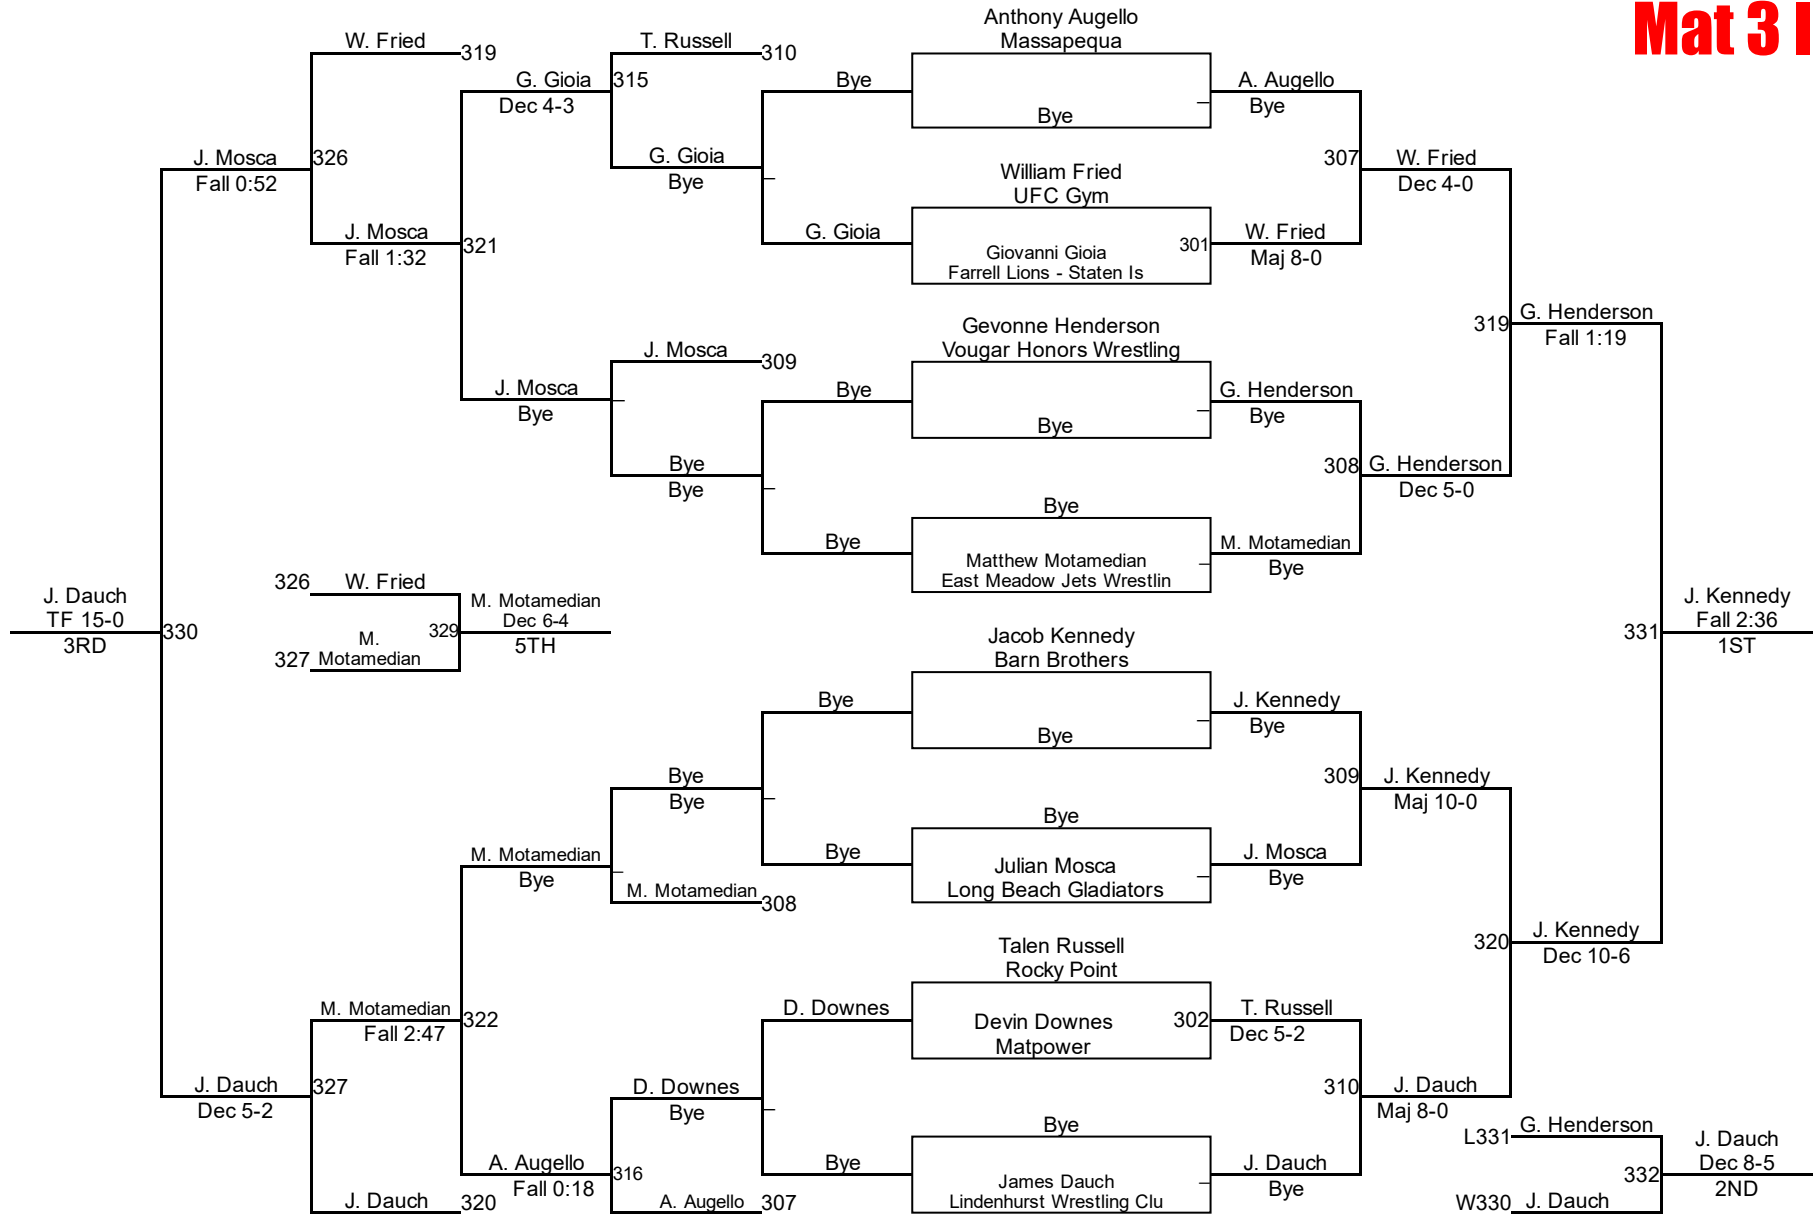 Mat 3 I
Anthony Augello
Massapequa
W. Fried
319
T. Russell
310
G. Gioia
315
Dec 4-3
Bye
Bye
A. Augello
Bye
J. Mosca
326
Fall 0:52
G. Gioia
Bye
William Fried
UFC Gym
307
W. Fried
Dec 4-0
J. Mosca
321
Fall 1:32
G. Gioia
Giovanni Gioia
Farrell Lions - Staten Is
301
W. Fried
Maj 8-0
Gevonne Henderson
Vougar Honors Wrestling
319
G. Henderson
Fall 1:19
J. Mosca
309
J. Mosca
Bye
Bye
Bye
G. Henderson
Bye
Bye
Bye
308
G. Henderson
Dec 5-0
Bye
Bye
Matthew Motamedian
East Meadow Jets Wrestlin
M. Motamedian
Bye
326
W. Fried
327
M.
Motamedian
329
M. Motamedian
Dec 6-4
5TH
J. Dauch
TF 15-0
3RD
330
331
J. Kennedy
Fall 2:36
1ST
Jacob Kennedy
Barn Brothers
Bye
Bye
J. Kennedy
Bye
Bye
Bye
309
J. Kennedy
Maj 10-0
Bye
M. Motamedian
Bye
Bye
Julian Mosca
Long Beach Gladiators
J. Mosca
Bye
M. Motamedian
308
Talen Russell
Rocky Point
320
J. Kennedy
Dec 10-6
M. Motamedian
322
Fall 2:47
D. Downes
Devin Downes
Matpower
302
T. Russell
Dec 5-2
J. Dauch
327
Dec 5-2
D. Downes
Bye
310
J. Dauch
Maj 8-0
Bye
A. Augello
316
Fall 0:18
Bye
James Dauch
Lindenhurst Wrestling Clu
J. Dauch
Bye
J. Dauch
320
A. Augello
307
L331
G. Henderson
332
W330
J. Dauch
J. Dauch
Dec 8-5
2ND